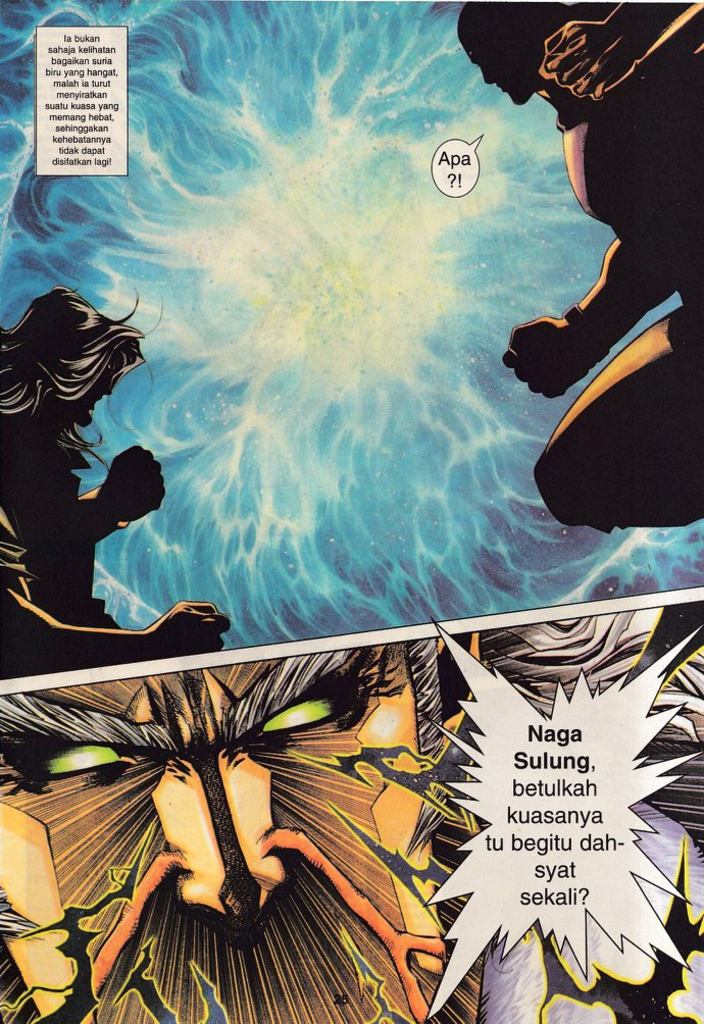 Ia bukan
sahaja kelihatan
bagaikan suria
biru yang hangat,
malah ia turut
menyiratkan
suatu kuasa yang
memang hebat,
sehinggakan
kehebatannya
tidak dapat
disifatkan lagi!
Apa
?!
Naga
Sulung,
betulkah
kuasanya
tu begitu dah-
syat
sekali?
25